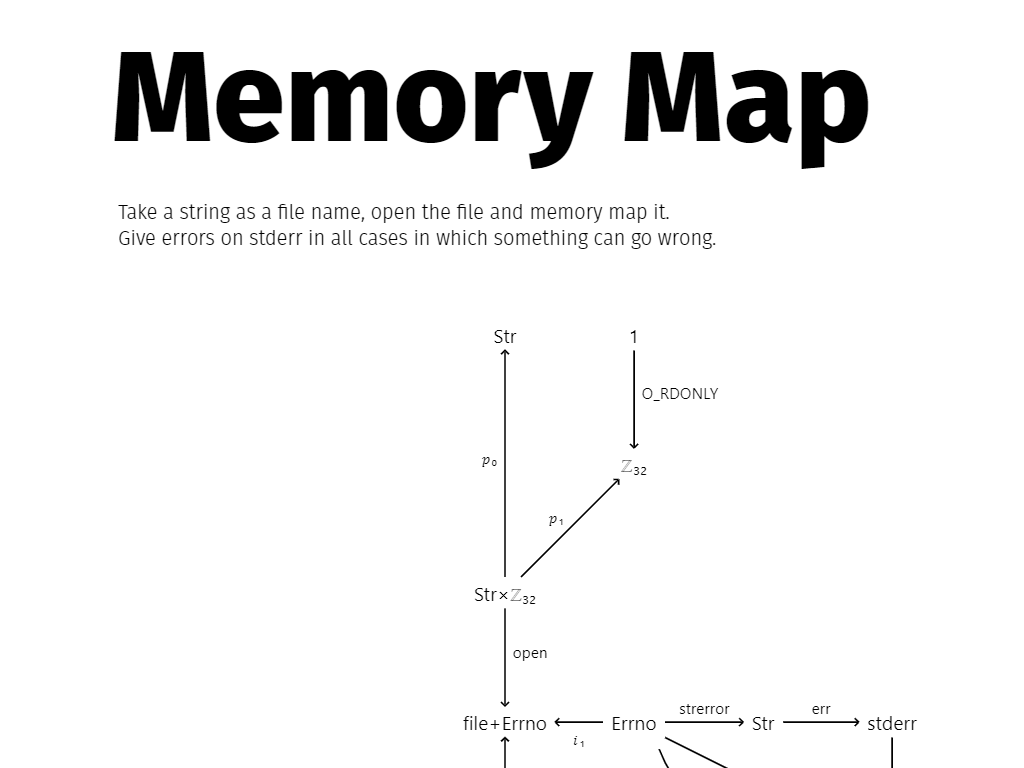 Memory Map
Take a string as a file name, open the file and memory map it.
Give errors on stderr in all cases in which something can go wrong.
Str 1
O_RDONLY
p₀
ℤ₃₂
p₁
Str×ℤ₃₂
open
strerror err
file+Errno Errno Str stderr
i₁